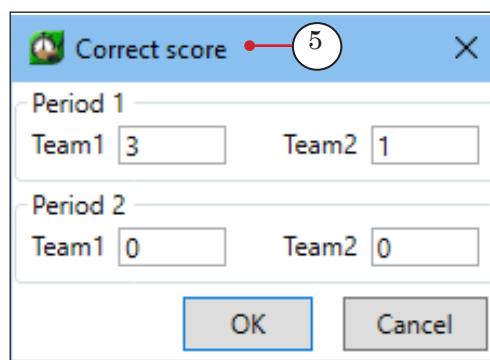 Correct score 5
Period 1
Team1 3 Team2 1
Period 2
Team1 0 Team2 0
OK Cancel